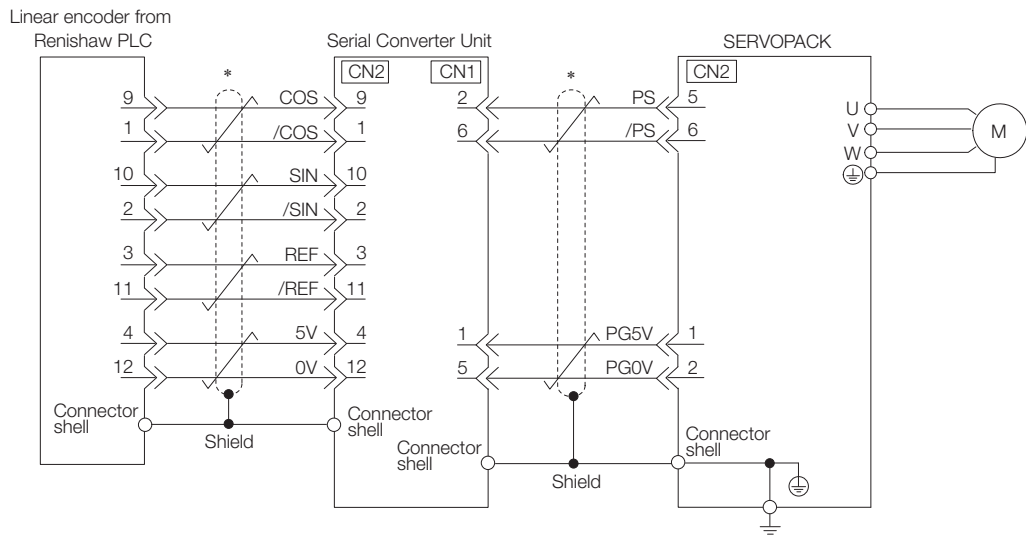 Linear encoder from
Renishaw PLC
Serial Converter Unit
SERVOPACK
* CN2 CN1 * CN2
9 COS 9 2 PS 5
1 /COS 1 6 /PS 6
U
V
W
M
10 SIN 10
2 /SIN 2
3 REF 3
11 /REF 11
4 5V 4 1 PG5V 1
12 0V 12 5 PG0V 2
Connector
shell
Shield
Connector
shell
Connector
shell
Shield
Connector
shell